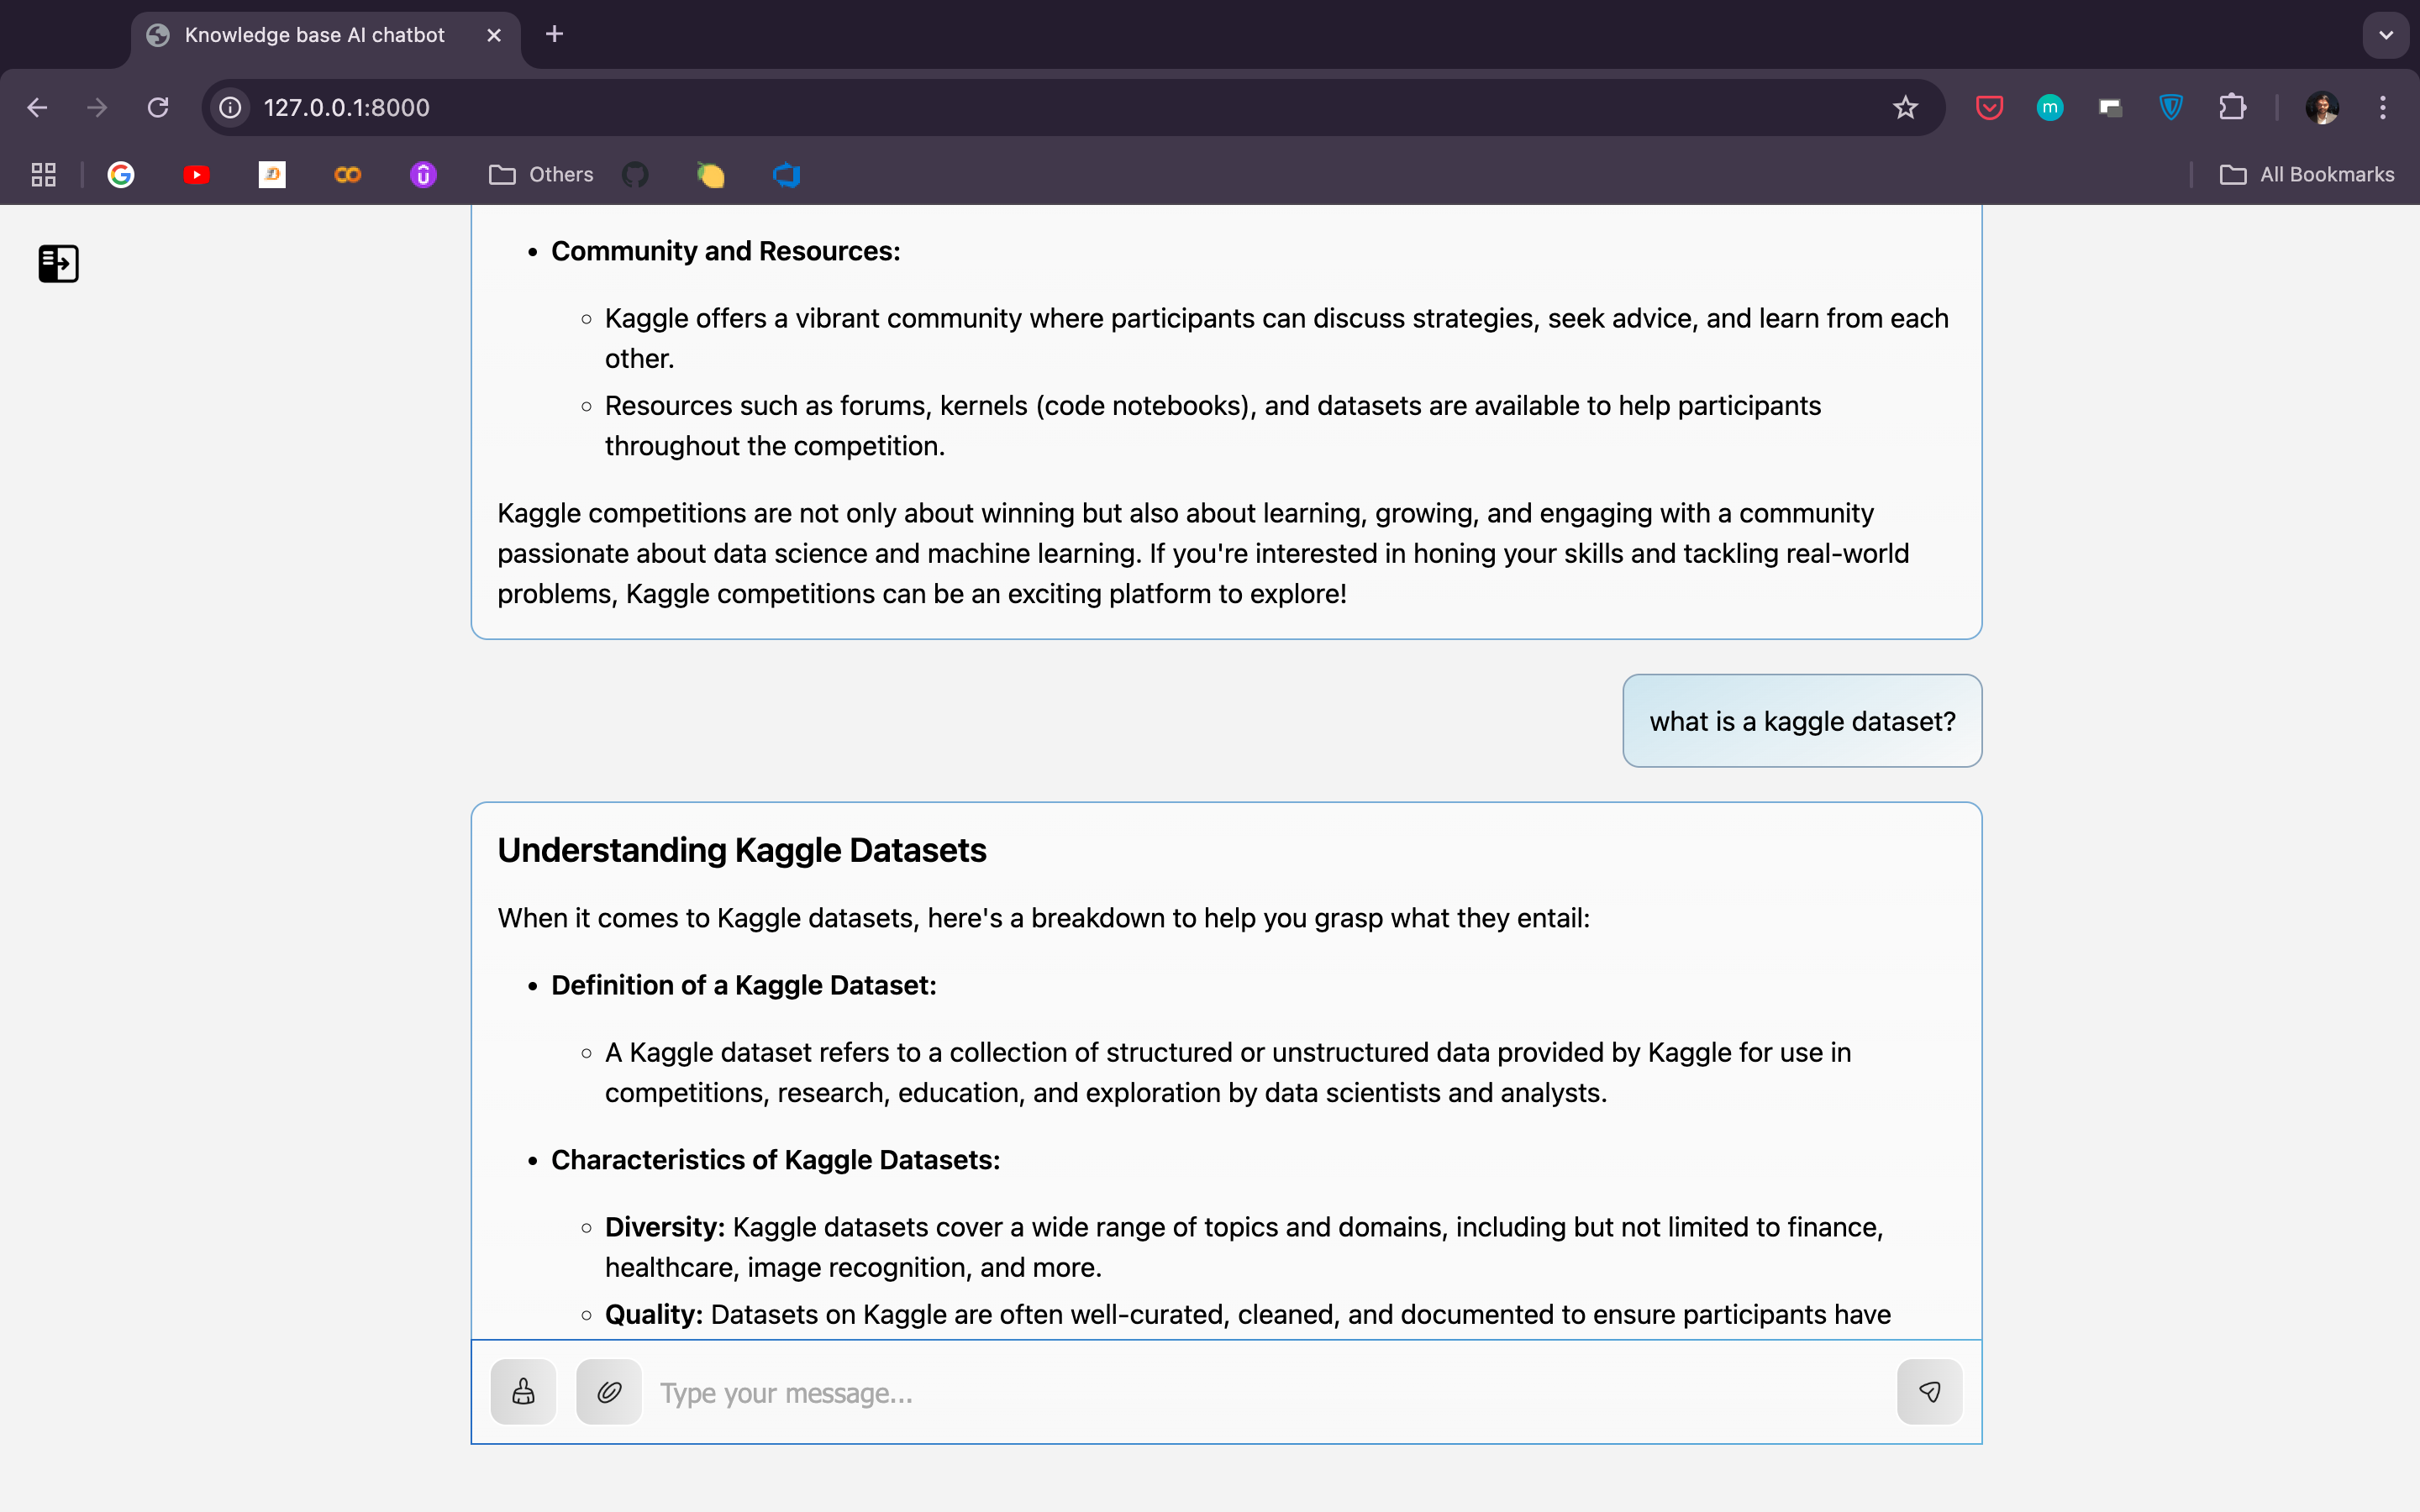 Knowledge base AI chatbot
127.0.0.1:8000
m
Others
All Bookmarks
• Community and Resources:
◦ Kaggle offers a vibrant community where participants can discuss strategies, seek advice, and learn from each
other.
◦ Resources such as forums, kernels (code notebooks), and datasets are available to help participants
throughout the competition.
Kaggle competitions are not only about winning but also about learning, growing, and engaging with a community
passionate about data science and machine learning. If you're interested in honing your skills and tackling real-world
problems, Kaggle competitions can be an exciting platform to explore!
what is a kaggle dataset?
Understanding Kaggle Datasets
When it comes to Kaggle datasets, here's a breakdown to help you grasp what they entail:
• Definition of a Kaggle Dataset:
◦ A Kaggle dataset refers to a collection of structured or unstructured data provided by Kaggle for use in
competitions, research, education, and exploration by data scientists and analysts.
• Characteristics of Kaggle Datasets:
◦ Diversity: Kaggle datasets cover a wide range of topics and domains, including but not limited to finance,
healthcare, image recognition, and more.
◦ Quality: Datasets on Kaggle are often well-curated, cleaned, and documented to ensure participants have
Type your message...